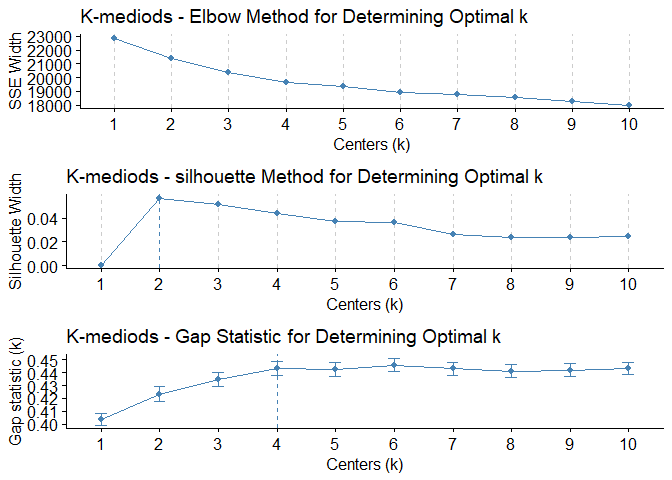 K-mediods - Elbow Method for Determining Optimal k
SSE Width
23000
22000
21000
20000
19000
18000
1 2 3 4 5 6 7 8 9 10
Centers (k)
K-mediods - silhouette Method for Determining Optimal k
Silhouette Width
0.04
0.02
0.00
1 2 3 4 5 6 7 8 9 10
Centers (k)
K-mediods - Gap Statistic for Determining Optimal k
Gap statistic (k)
0.45
0.44
0.43
0.42
0.41
0.40
1 2 3 4 5 6 7 8 9 10
Centers (k)